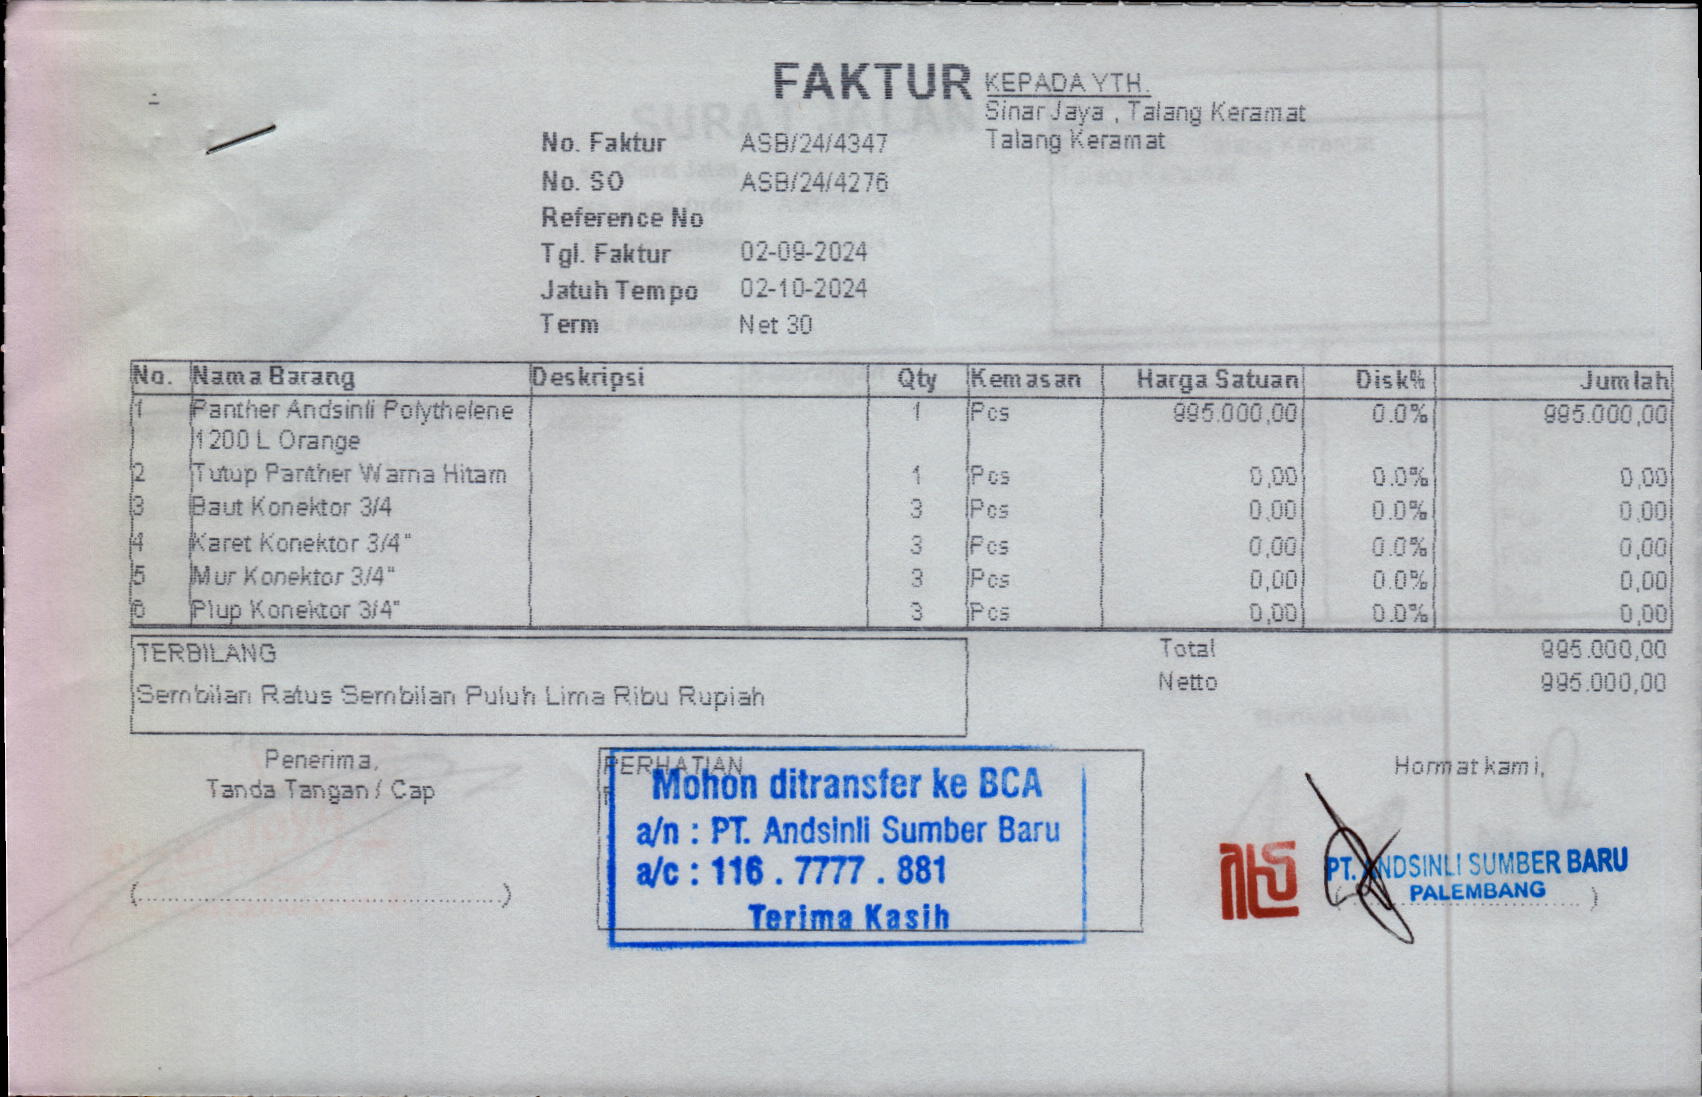 FAKTUR
KEPADA YTH.
Sinar Jaya , Talang Keramat
Talang Keramat
No. Faktur ASB/24/4347
No. SO ASB/24/4276
Reference No
Tgl. Faktur 02-09-2024
Jatuh Tempo 02-10-2024
Term Net 30
No. Nama Barang Deskripsi Qty Kemasan Harga Satuan Disk% Jumlah
1 Panther Andsinli Polythelene 1 Pcs 995.000,00 0.0% 995.000,00
1200 L Orange
2 Tutup Panther Warna Hitam 1 Pcs 0,00 0.0% 0,00
3 Baut Konektor 3/4 3 Pcs 0,00 0.0% 0,00
4 Karet Konektor 3/4" 3 Pcs 0,00 0.0% 0,00
5 Mur Konektor 3/4" 3 Pcs 0,00 0.0% 0,00
6 Plup Konektor 3/4" 3 Pcs 0,00 0.0% 0,00
TERBILANG
Sembilan Ratus Sembilan Puluh Lima Ribu Rupiah
Total 995.000,00
Netto 995.000,00
Penerima,
Tanda Tangan / Cap
(..............................)
PERHATIAN
Mohon ditransfer ke BCA
a/n : PT. Andsinli Sumber Baru
a/c : 116 . 7777 . 881
Terima Kasih
Hormat kami,
PT. ANDSINLI SUMBER BARU
PALEMBANG
(..............................)